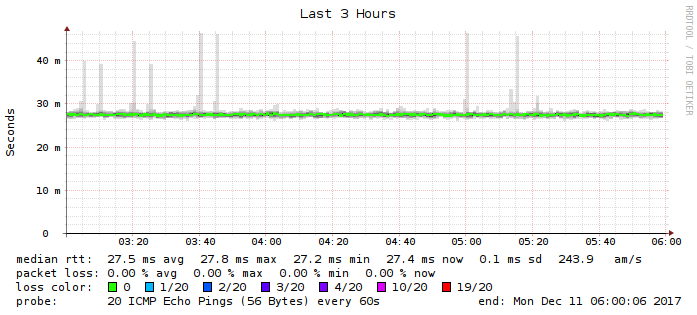 Last 3 Hours
RRDTOOL / TOBI OETIKER
Seconds
40 m
30 m
20 m
10 m
0
03:20 03:40 04:00 04:20 04:40 05:00 05:20 05:40 06:00
median rtt: 27.5 ms avg 27.8 ms max 27.2 ms min 27.4 ms now 0.1 ms sd 243.9 am/s
packet loss: 0.00 % avg 0.00 % max 0.00 % min 0.00 % now
loss color: 0 1/20 2/20 3/20 4/20 10/20 19/20
probe: 20 ICMP Echo Pings (56 Bytes) every 60s end: Mon Dec 11 06:00:06 2017